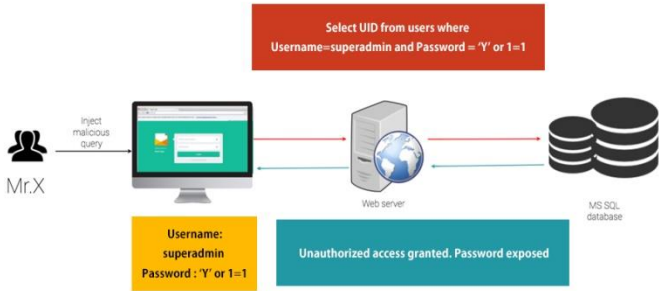 Select UID from users where
Username=superadmin and Password = ‘Y’ or 1=1
Inject
malicious
query
Mr.X
Web server
MS SQL
database
Username:
superadmin
Password : ‘Y’ or 1=1
Unauthorized access granted. Password exposed